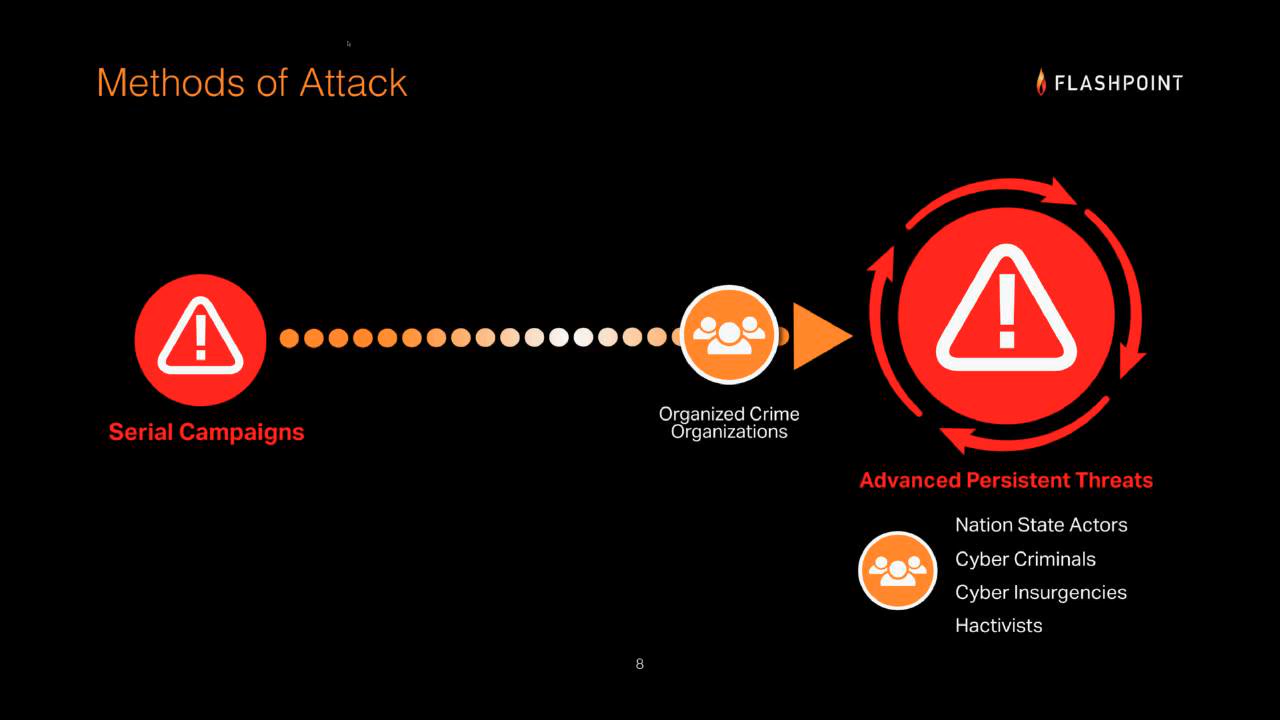 Methods of Attack
FLASHPOINT
Serial Campaigns
Organized Crime
Organizations
Advanced Persistent Threats
Nation State Actors
Cyber Criminals
Cyber Insurgencies
Hactivists
8